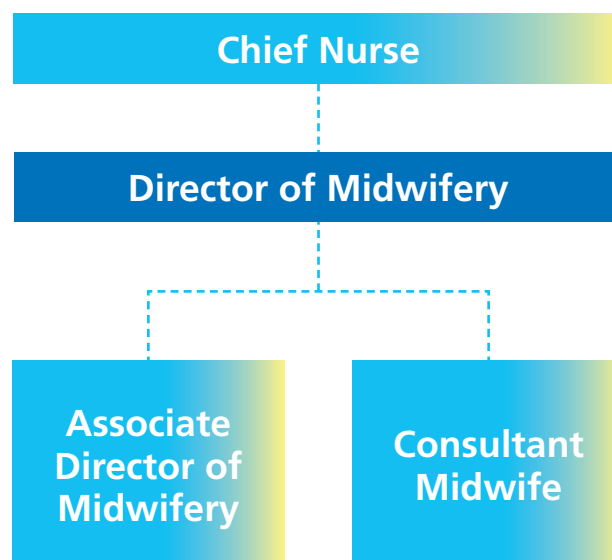 Chief Nurse
Director of Midwifery
Associate
Director of
Midwifery
Consultant
Midwife